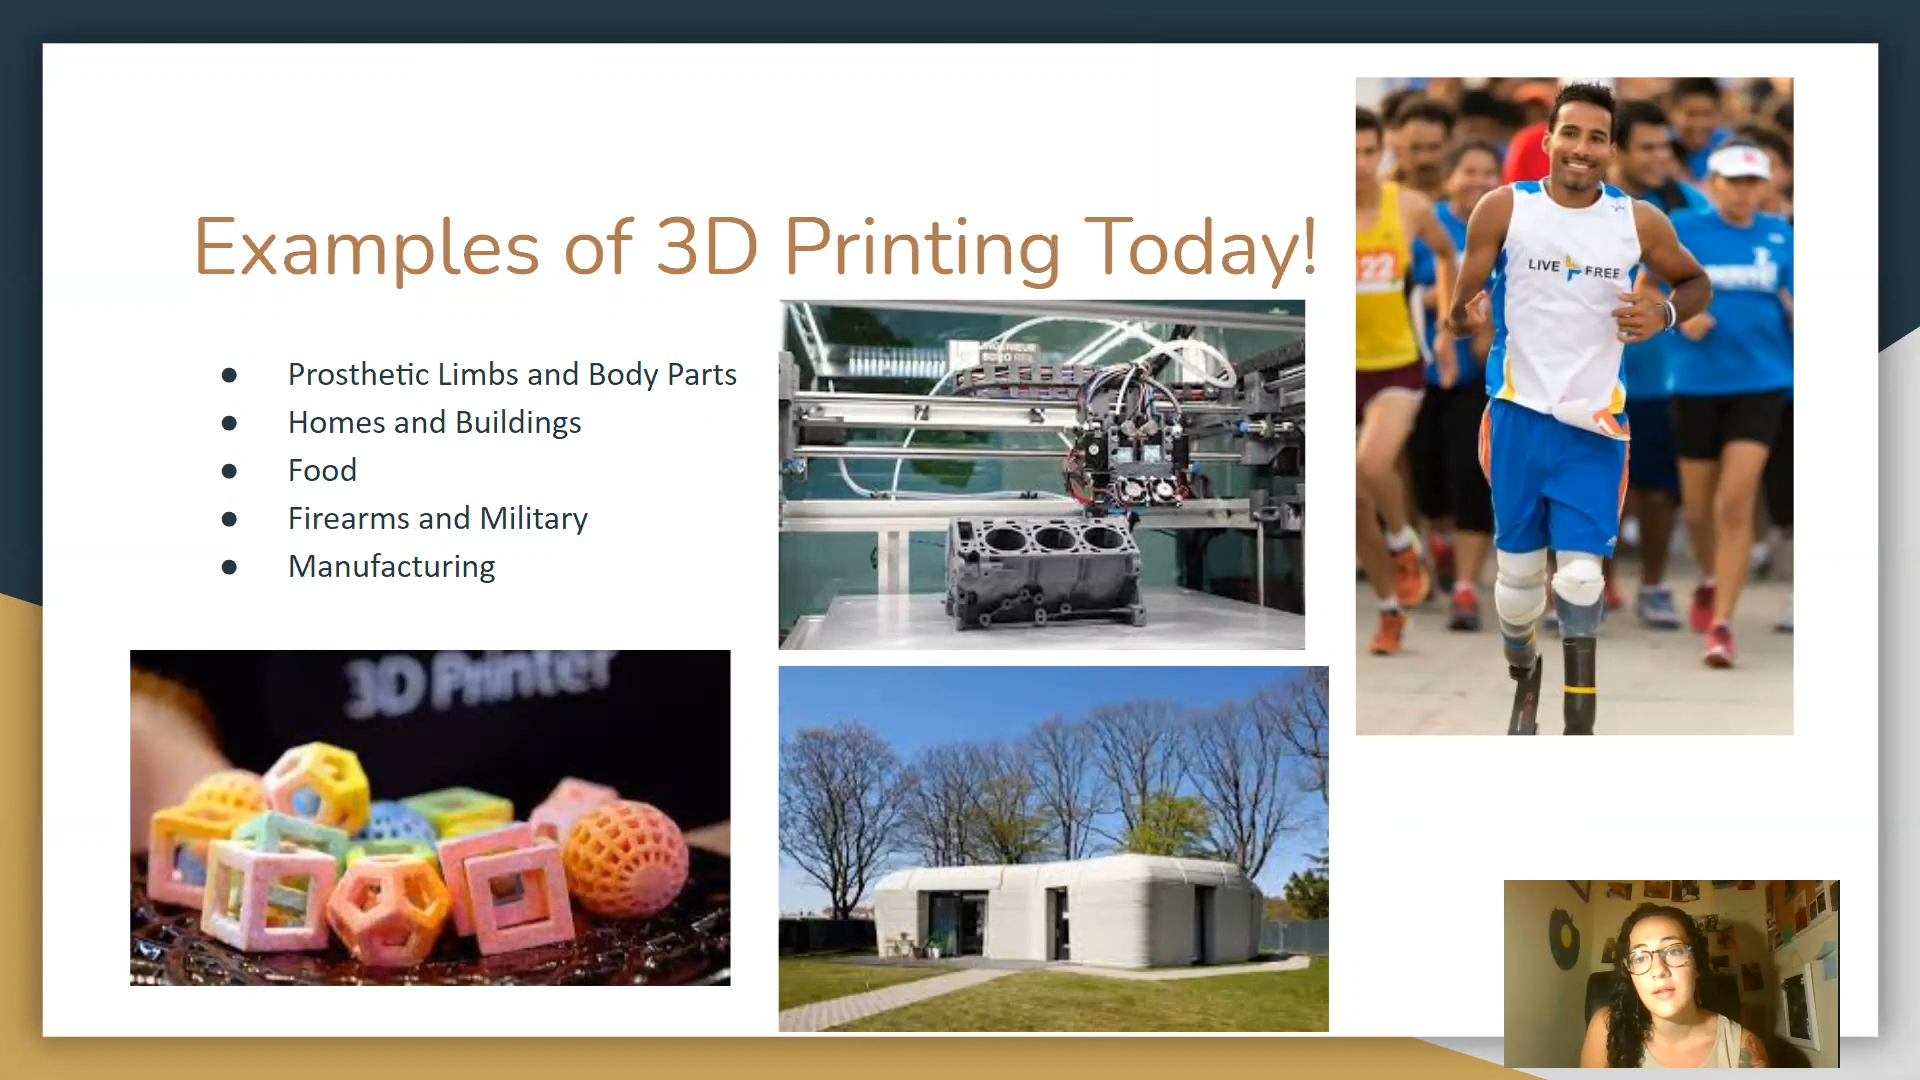 Examples of 3D Printing Today!
● Prosthetic Limbs and Body Parts
● Homes and Buildings
● Food
● Firearms and Military
● Manufacturing
3D Printer
LIVE FREE
22